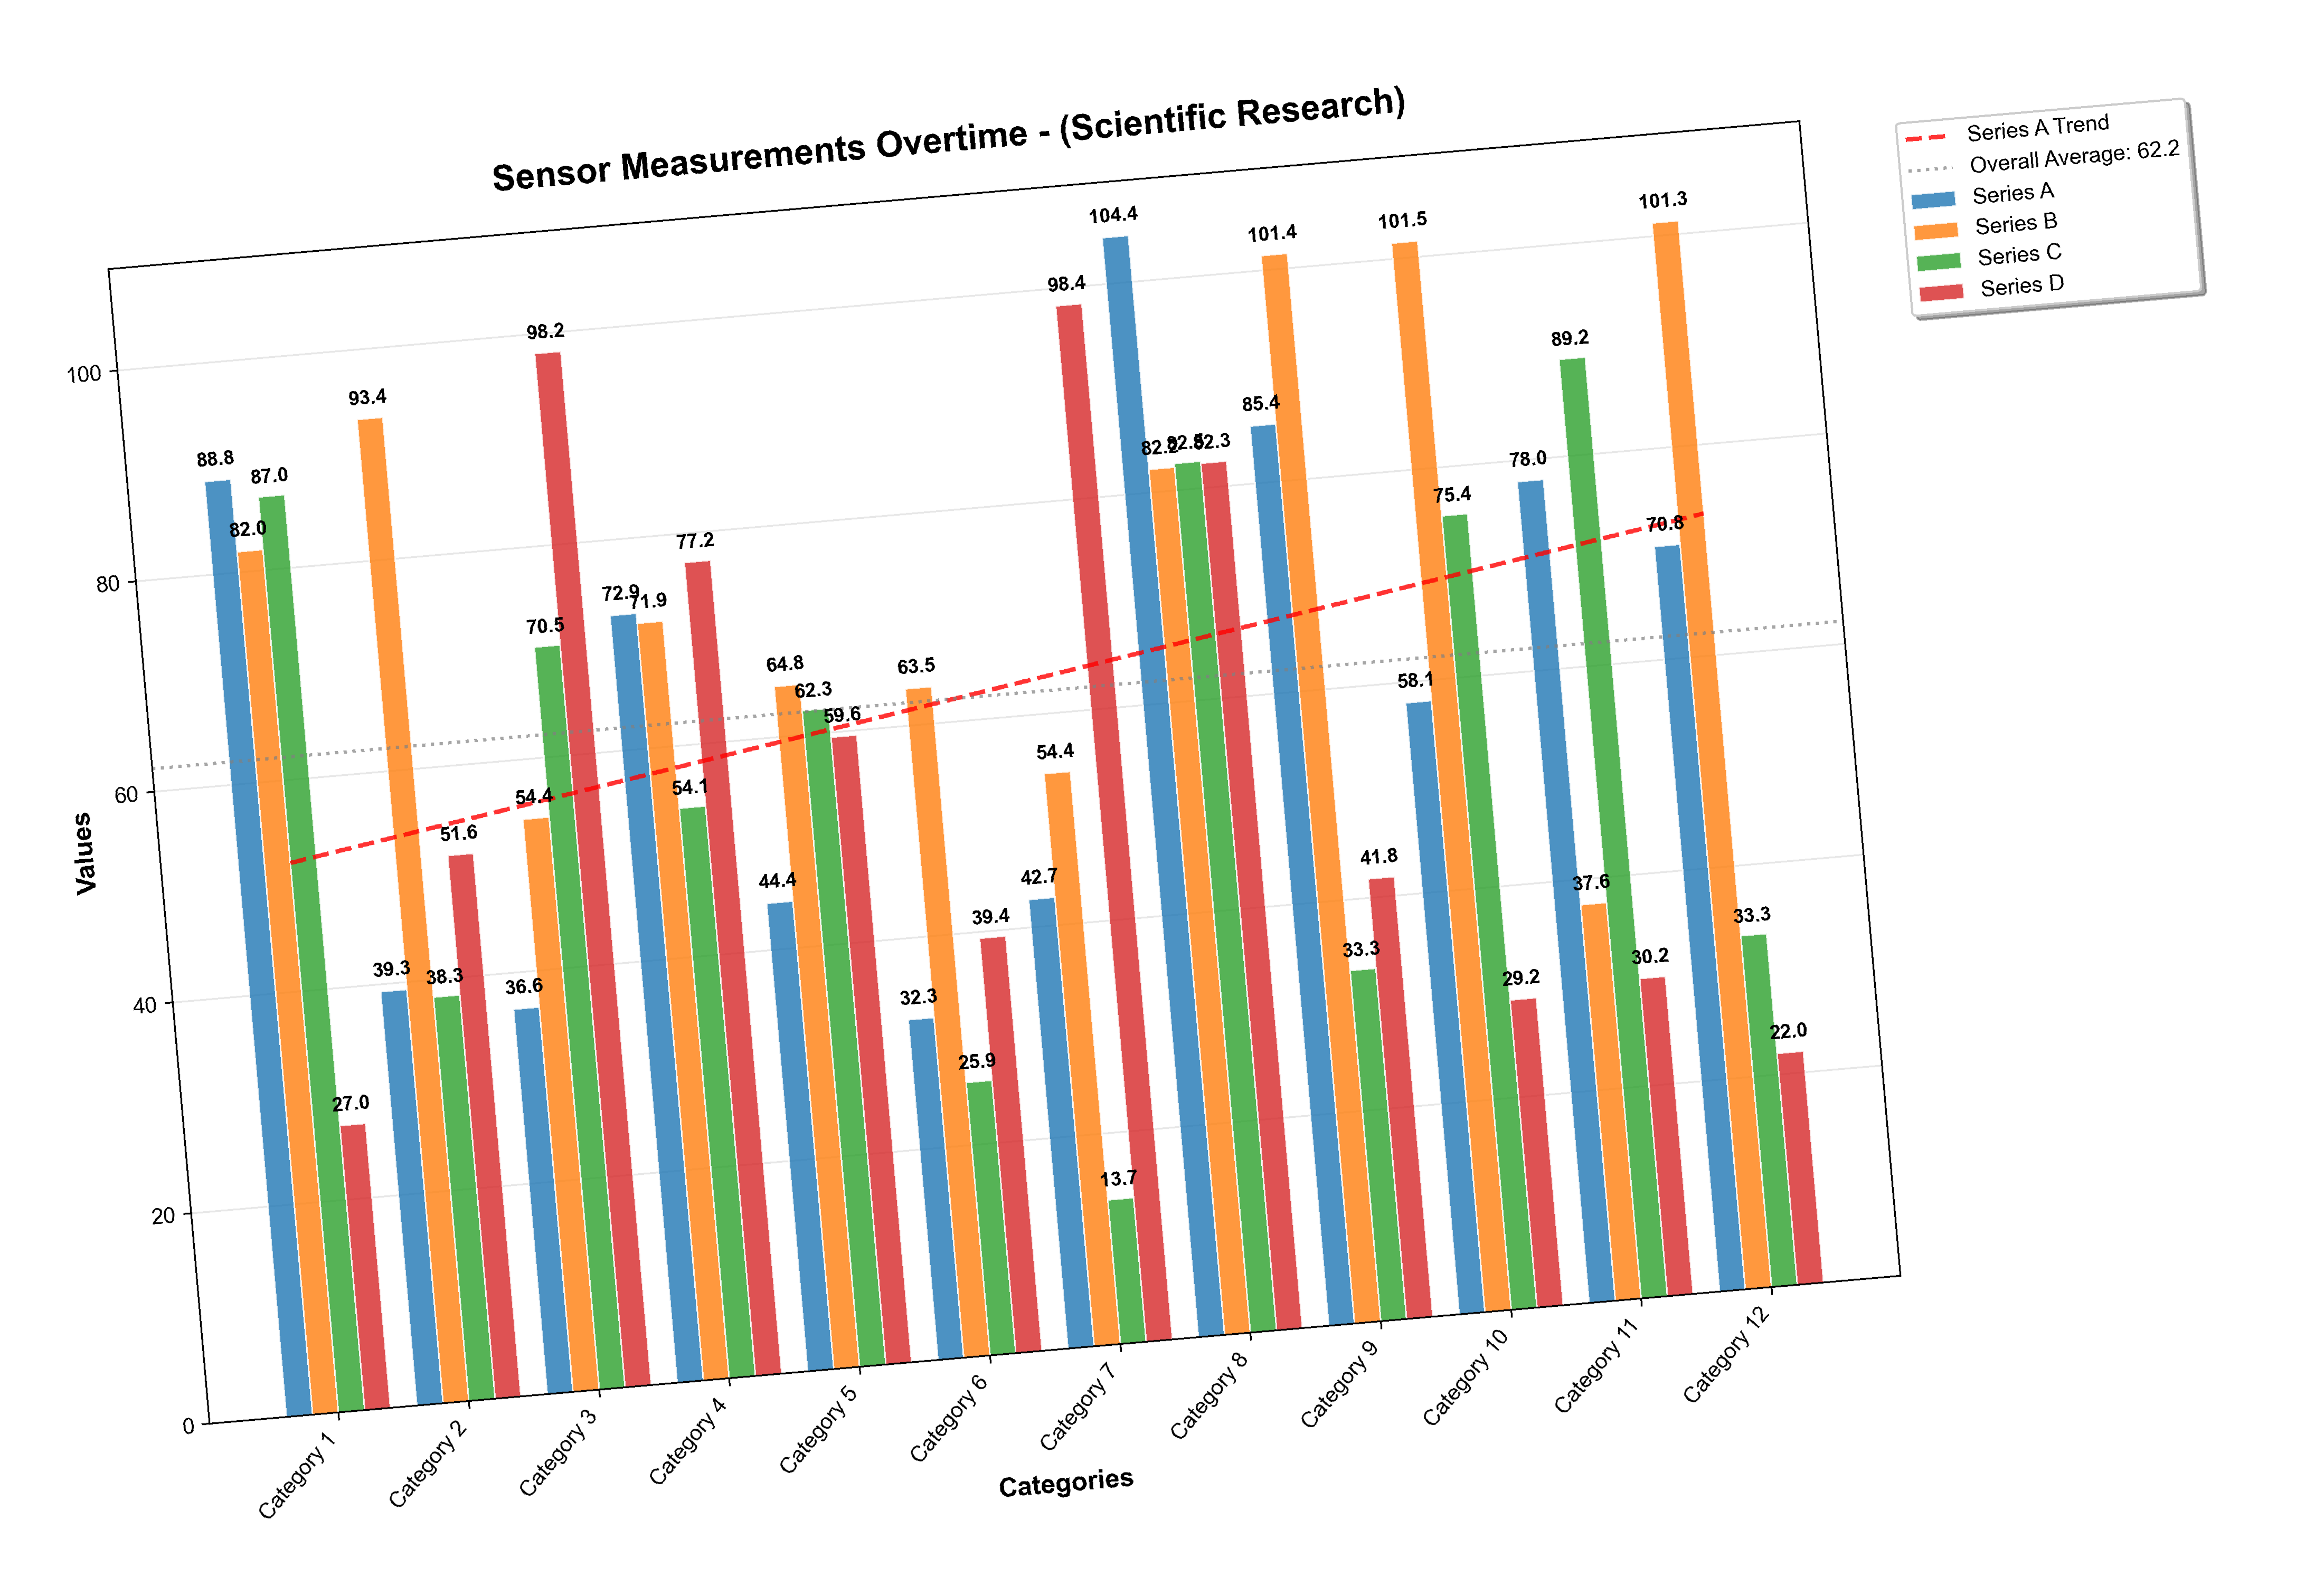 Sensor Measurements Overtime - (Scientific Research)
Series A Trend
Overall Average: 62.2
Series A
Series B
Series C
Series D
Values
100
80
60
40
20
0
88.8
82.0
87.0
27.0
39.3
93.4
38.3
51.6
36.6
54.4
70.5
98.2
72.9
71.9
54.1
77.2
44.4
64.8
62.3
59.6
32.3
63.5
25.9
39.4
42.7
54.4
13.7
98.4
104.4
82.3
85.4
101.4
33.3
41.8
58.1
101.5
75.4
29.2
78.0
37.6
89.2
30.2
70.8
101.3
33.3
22.0
Category 1
Category 2
Category 3
Category 4
Category 5
Category 6
Category 7
Category 8
Category 9
Category 10
Category 11
Category 12
Categories